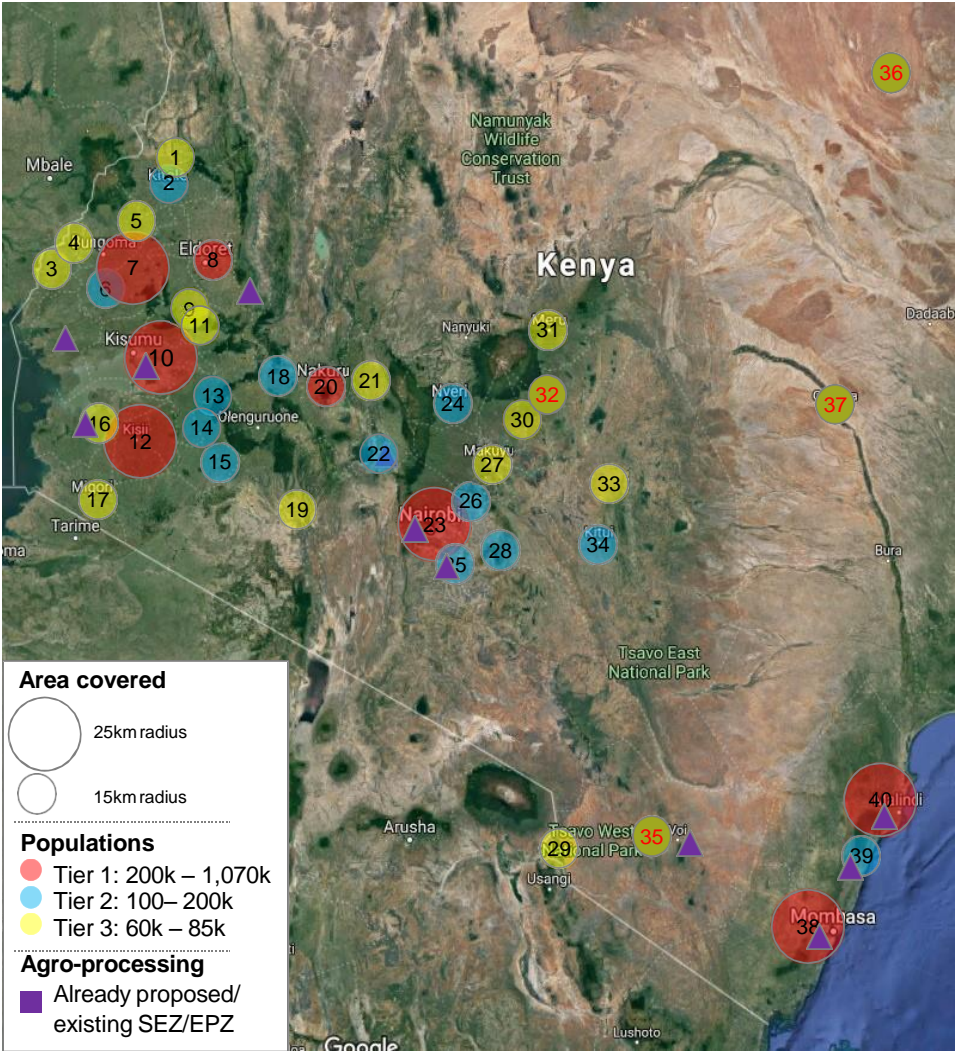 36
Namunyak
Wildlife
Conservation
Trust
1
Mbale
2
5
4
Eldoret
7
8
3
Kenya
6
9
11
Dadaab
Nanyuki
Meru
31
Kisumu
10
18
Nakuru
20
21
13
32
Nyeri
24
37
16
14
Olenguruone
30
Kisii
12
15
22
Makuyu
27
33
Migori
17
19
26
Nairobi
23
Tarime
Kitui
34
28
Bura
25
Tsavo East
National Park
Area covered
25km radius
15km radius
Populations
Tier 1: 200k – 1,070k
Tier 2: 100– 200k
Tier 3: 60k – 85k
Agro-processing
Already proposed/
existing SEZ/EPZ
40
Arusha
Tsavo West
35
Voi
29
39
Usangi
Mombasa
38
Lushoto
Google